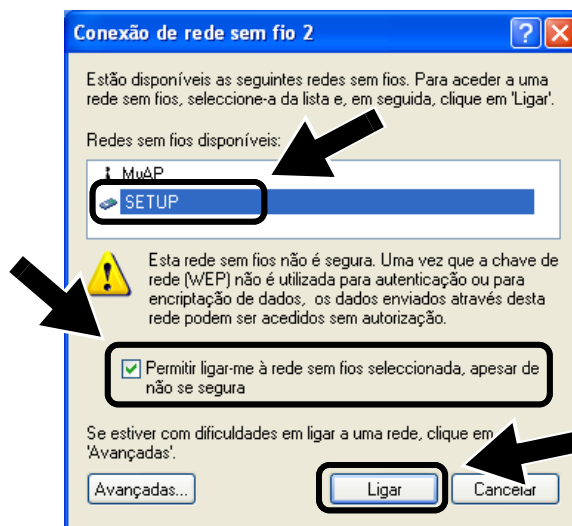 Conexão de rede sem fio 2
Estão disponíveis as seguintes redes sem fios. Para aceder a uma
rede sem fios, seleccione-a da lista e, em seguida, clique em 'Ligar'.
Redes sem fios disponíveis:
MyAP
SETUP
Esta rede sem fios não é segura. Uma vez que a chave de
rede (WEP) não é utilizada para autenticação ou para
encriptação de dados, os dados enviados através desta
rede podem ser acedidos sem autorização.
Permitir ligar-me à rede sem fios seleccionada, apesar de
não se segura
Se estiver com dificuldades em ligar a uma rede, clique em
'Avançadas'.
Avançadas...
Ligar
Cancelar